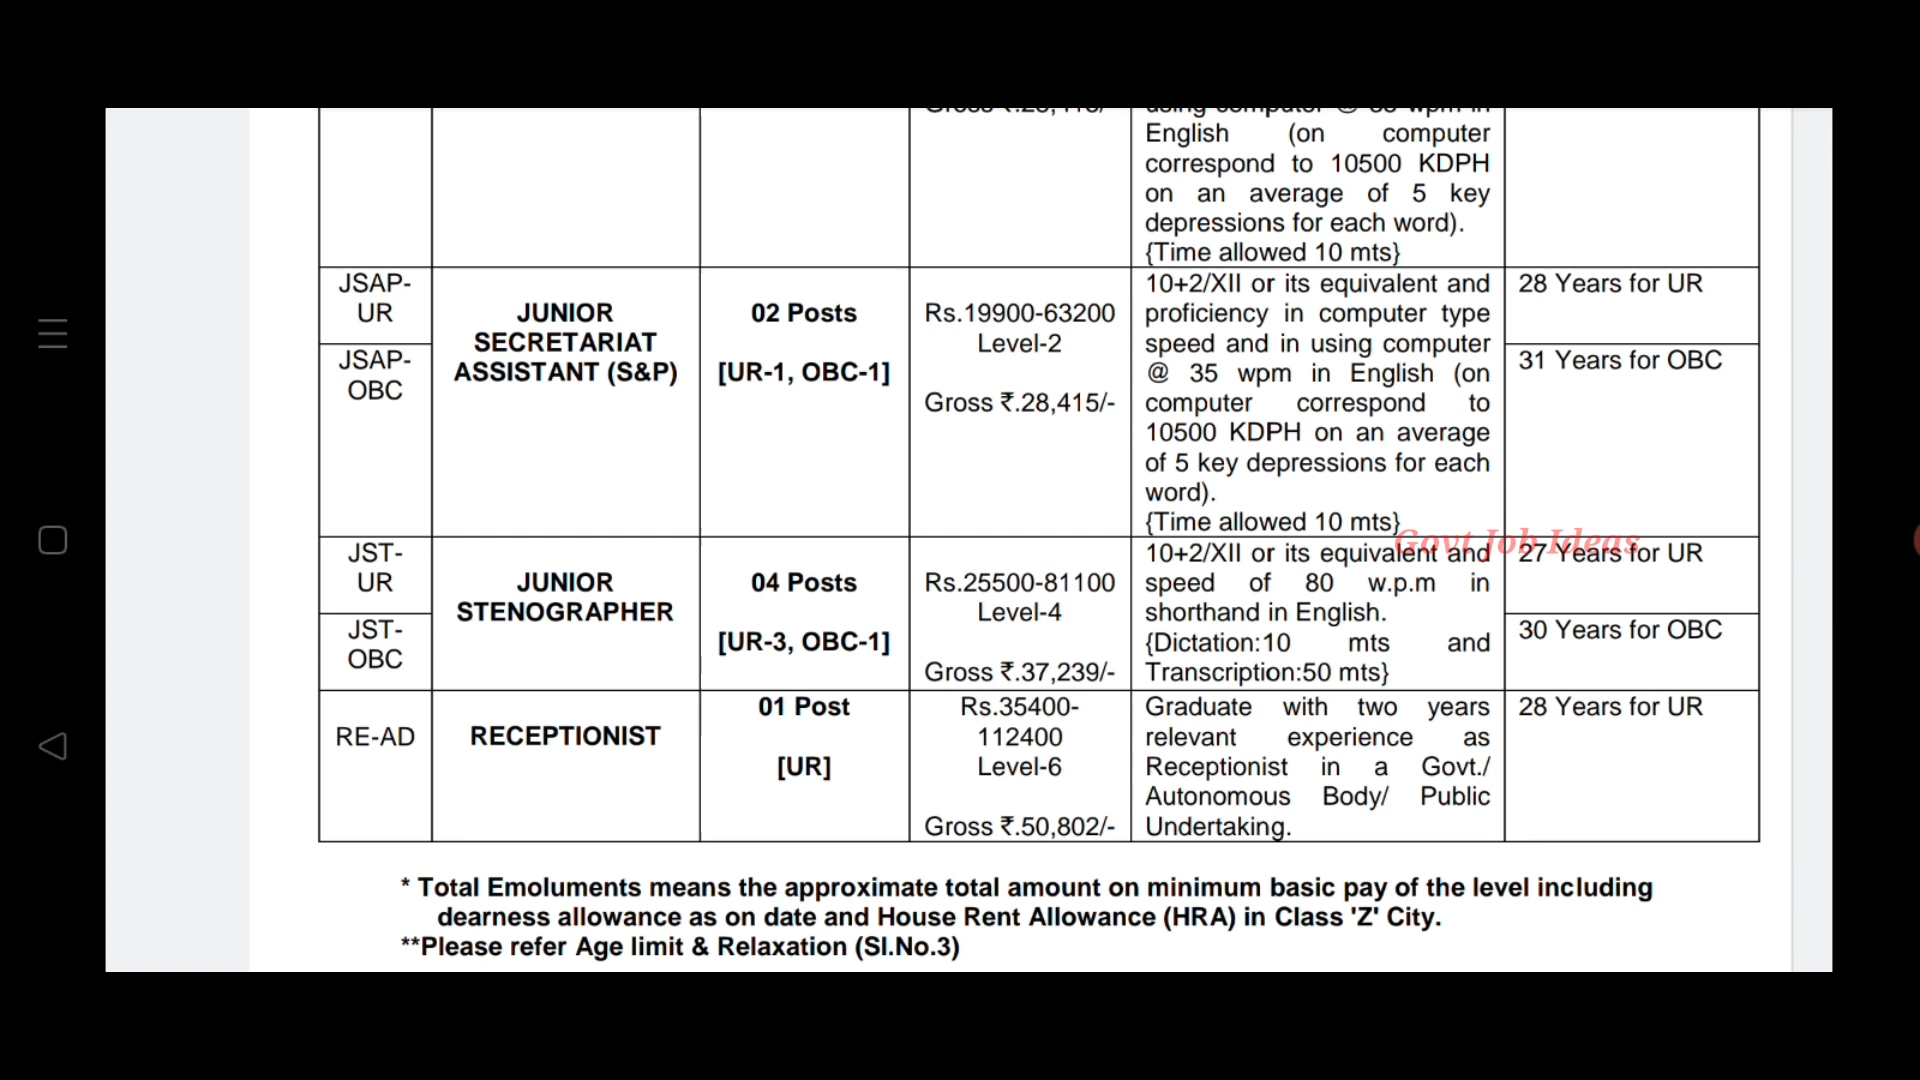 English (on computer
correspond to 10500 KDPH
on an average of 5 key
depressions for each word).
{Time allowed 10 mts}
JSAP-
UR
JSAP-
OBC
JUNIOR
SECRETARIAT
ASSISTANT (S&P)
02 Posts
[UR-1, OBC-1]
Rs.19900-63200
Level-2
Gross ₹.28,415/-
10+2/XII or its equivalent and
proficiency in computer type
speed and in using computer
@ 35 wpm in English (on
computer correspond to
10500 KDPH on an average
of 5 key depressions for each
word).
{Time allowed 10 mts}
28 Years for UR
31 Years for OBC
JST-
UR
JST-
OBC
JUNIOR
STENOGRAPHER
04 Posts
[UR-3, OBC-1]
Rs.25500-81100
Level-4
Gross ₹.37,239/-
10+2/XII or its equivalent and
speed of 80 w.p.m in
shorthand in English.
{Dictation:10 mts and
Transcription:50 mts}
Govt Job Ideas
27 Years for UR
30 Years for OBC
RE-AD
RECEPTIONIST
01 Post
[UR]
Rs.35400-
112400
Level-6
Gross ₹.50,802/-
Graduate with two years
relevant experience as
Receptionist in a Govt./
Autonomous Body/ Public
Undertaking.
28 Years for UR
* Total Emoluments means the approximate total amount on minimum basic pay of the level including
dearness allowance as on date and House Rent Allowance (HRA) in Class 'Z' City.
**Please refer Age limit & Relaxation (Sl.No.3)